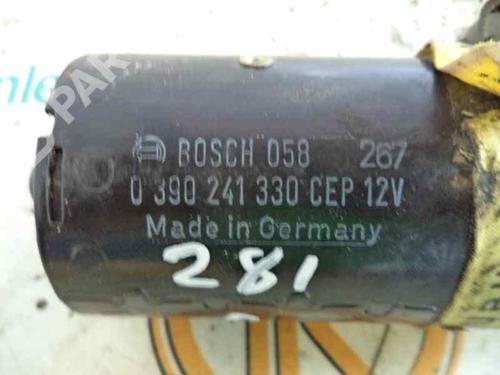 BOSCH 058 267
0 390 241 330 CEP 12V
Made in Germany
281